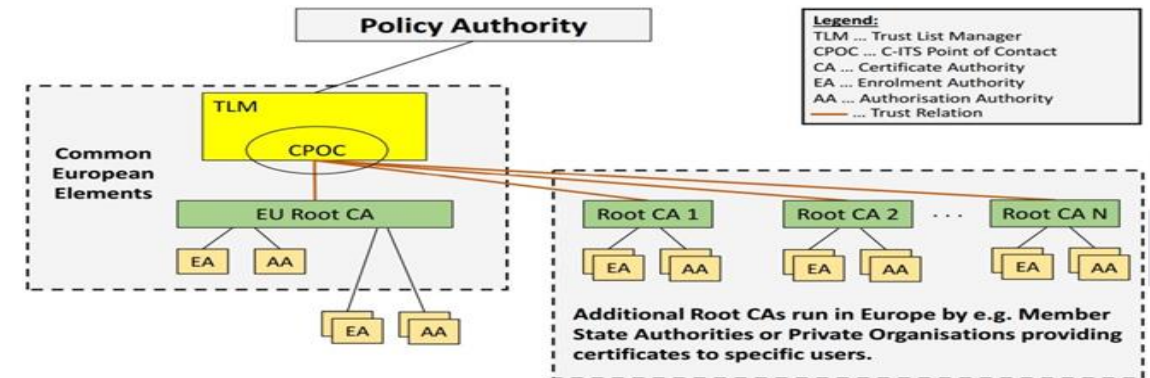 Policy Authority
Legend:
TLM ... Trust List Manager
CPOC ... C-ITS Point of Contact
CA ... Certificate Authority
EA ... Enrolment Authority
AA ... Authorisation Authority
... Trust Relation
TLM
CPOC
Common
European
Elements
EU Root CA
EA
AA
EA
AA
Root CA 1
Root CA 2
. . .
Root CA N
EA
AA
EA
AA
EA
AA
Additional Root CAs run in Europe by e.g. Member
State Authorities or Private Organisations providing
certificates to specific users.